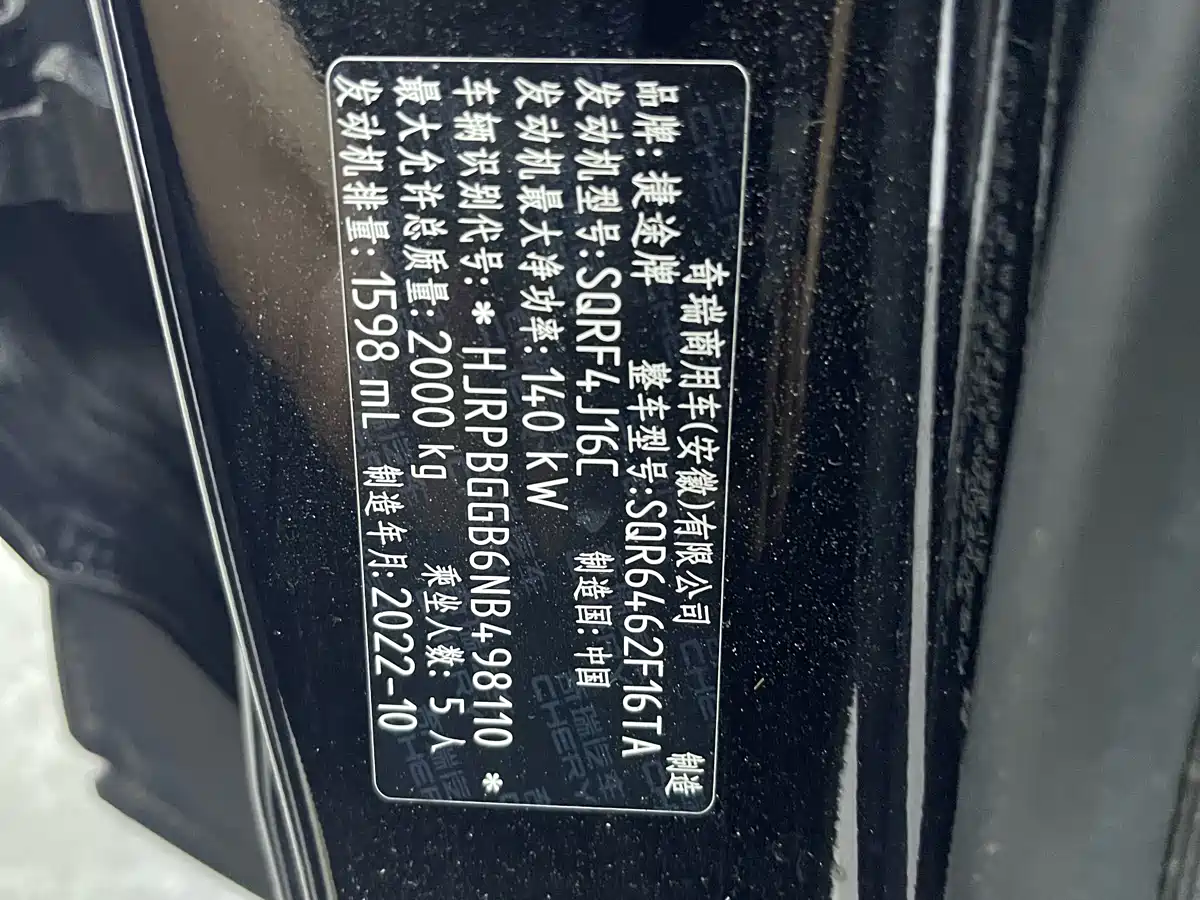 奇瑞商用车(安徽)有限公司 制造
品牌:捷途牌 整车型号:SQR6462F16TA
发动机型号:SQRF4J16C 制造国:中国
发动机最大净功率:140 kW
车辆识别代号:*HJRPBGGB6NB498110*
最大允许总质量:2000 kg 乘坐人数:5人
发动机排量:1598 mL 制造年月:2022-10